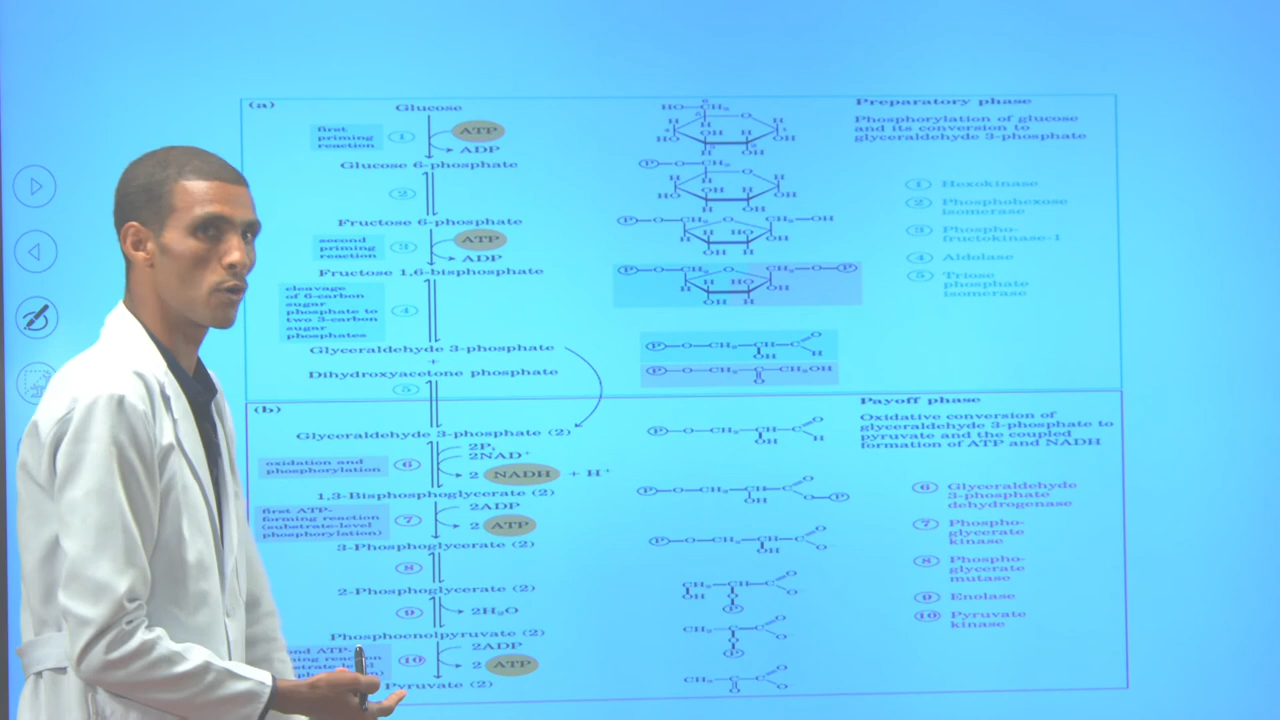 (a)
Glucose
first
priming
reaction
1
ATP
ADP
Glucose 6-phosphate
2
Fructose 6-phosphate
second
priming
reaction
3
ATP
ADP
Fructose 1,6-bisphosphate
cleavage
of 6-carbon
sugar
phosphate to
two 3-carbon
sugar
phosphates
4
Glyceraldehyde 3-phosphate
+
Dihydroxyacetone phosphate
5
Preparatory phase
Phosphorylation of glucose
and its conversion to
glyceraldehyde 3-phosphate
1 Hexokinase
2 Phosphohexose
isomerase
3 Phospho-
fructokinase-1
4 Aldolase
5 Triose
phosphate
isomerase
(b)
Glyceraldehyde 3-phosphate (2)
oxidation and
phosphorylation
6
2Pi
2NAD+
2 NADH + H+
1,3-Bisphosphoglycerate (2)
first ATP-
forming reaction
(substrate-level
phosphorylation)
7
2ADP
2 ATP
3-Phosphoglycerate (2)
8
2-Phosphoglycerate (2)
9
2H₂O
Phosphoenolpyruvate (2)
10
2ADP
2 ATP
Pyruvate (2)
Payoff phase
Oxidative conversion of
glyceraldehyde 3-phosphate to
pyruvate and the coupled
formation of ATP and NADH
6 Glyceraldehyde
3-phosphate
dehydrogenase
7 Phospho-
glycerate
kinase
8 Phospho-
glycerate
mutase
9 Enolase
10 Pyruvate
kinase